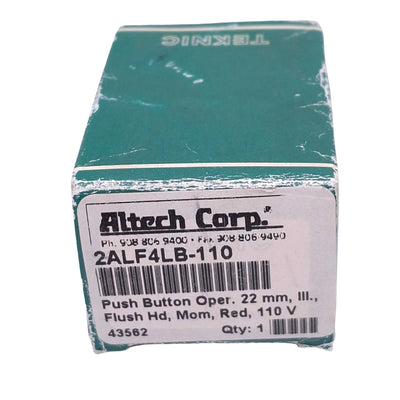 TEKNIC
Altech Corp.
Ph. 908 806 9400 • Fax. 908 806 9490
2ALF4LB-110
Push Button Oper. 22 mm, Ill.,
Flush Hd, Mom, Red, 110 V
43562 Qty: 1